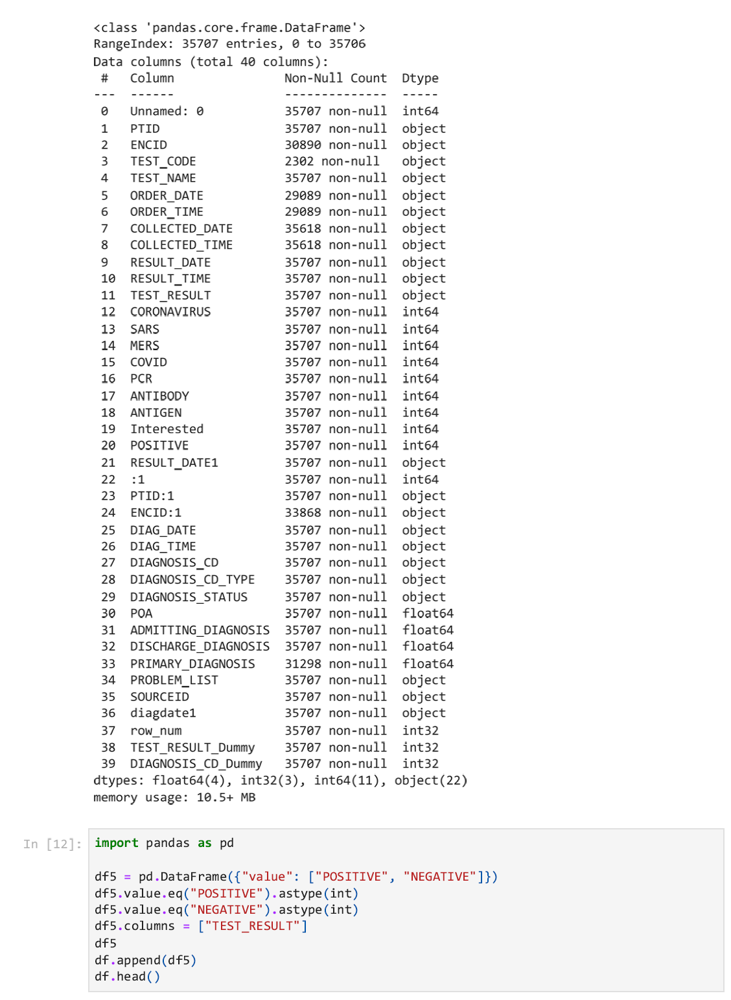 <class 'pandas.core.frame.DataFrame'>
RangeIndex: 35707 entries, 0 to 35706
Data columns (total 40 columns):
 #   Column               Non-Null Count  Dtype
---  ------               --------------  -----
 0   Unnamed: 0           35707 non-null  int64
 1   PTID                 35707 non-null  object
 2   ENCID                30890 non-null  object
 3   TEST_CODE            2302 non-null   object
 4   TEST_NAME            35707 non-null  object
 5   ORDER_DATE           29089 non-null  object
 6   ORDER_TIME           29089 non-null  object
 7   COLLECTED_DATE       35618 non-null  object
 8   COLLECTED_TIME       35618 non-null  object
 9   RESULT_DATE          35707 non-null  object
 10  RESULT_TIME          35707 non-null  object
 11  TEST_RESULT          35707 non-null  object
 12  CORONAVIRUS          35707 non-null  int64
 13  SARS                 35707 non-null  int64
 14  MERS                 35707 non-null  int64
 15  COVID                35707 non-null  int64
 16  PCR                  35707 non-null  int64
 17  ANTIBODY             35707 non-null  int64
 18  ANTIGEN              35707 non-null  int64
 19  Interested           35707 non-null  int64
 20  POSITIVE             35707 non-null  int64
 21  RESULT_DATE1         35707 non-null  object
 22  :1                   35707 non-null  int64
 23  PTID:1               35707 non-null  object
 24  ENCID:1              33868 non-null  object
 25  DIAG_DATE            35707 non-null  object
 26  DIAG_TIME            35707 non-null  object
 27  DIAGNOSIS_CD         35707 non-null  object
 28  DIAGNOSIS_CD_TYPE    35707 non-null  object
 29  DIAGNOSIS_STATUS     35707 non-null  object
 30  POA                  35707 non-null  float64
 31  ADMITTING_DIAGNOSIS  35707 non-null  float64
 32  DISCHARGE_DIAGNOSIS  35707 non-null  float64
 33  PRIMARY_DIAGNOSIS    31298 non-null  float64
 34  PROBLEM_LIST         35707 non-null  object
 35  SOURCEID             35707 non-null  object
 36  diagdate1            35707 non-null  object
 37  row_num              35707 non-null  int32
 38  TEST_RESULT_Dummy    35707 non-null  int32
 39  DIAGNOSIS_CD_Dummy   35707 non-null  int32
dtypes: float64(4), int32(3), int64(11), object(22)
memory usage: 10.5+ MB
In [12]: import pandas as pd
df5 = pd.DataFrame({"value": ["POSITIVE", "NEGATIVE"]})
df5.value.eq("POSITIVE").astype(int)
df5.value.eq("NEGATIVE").astype(int)
df5.columns = ["TEST_RESULT"]
df5
df.append(df5)
df.head()